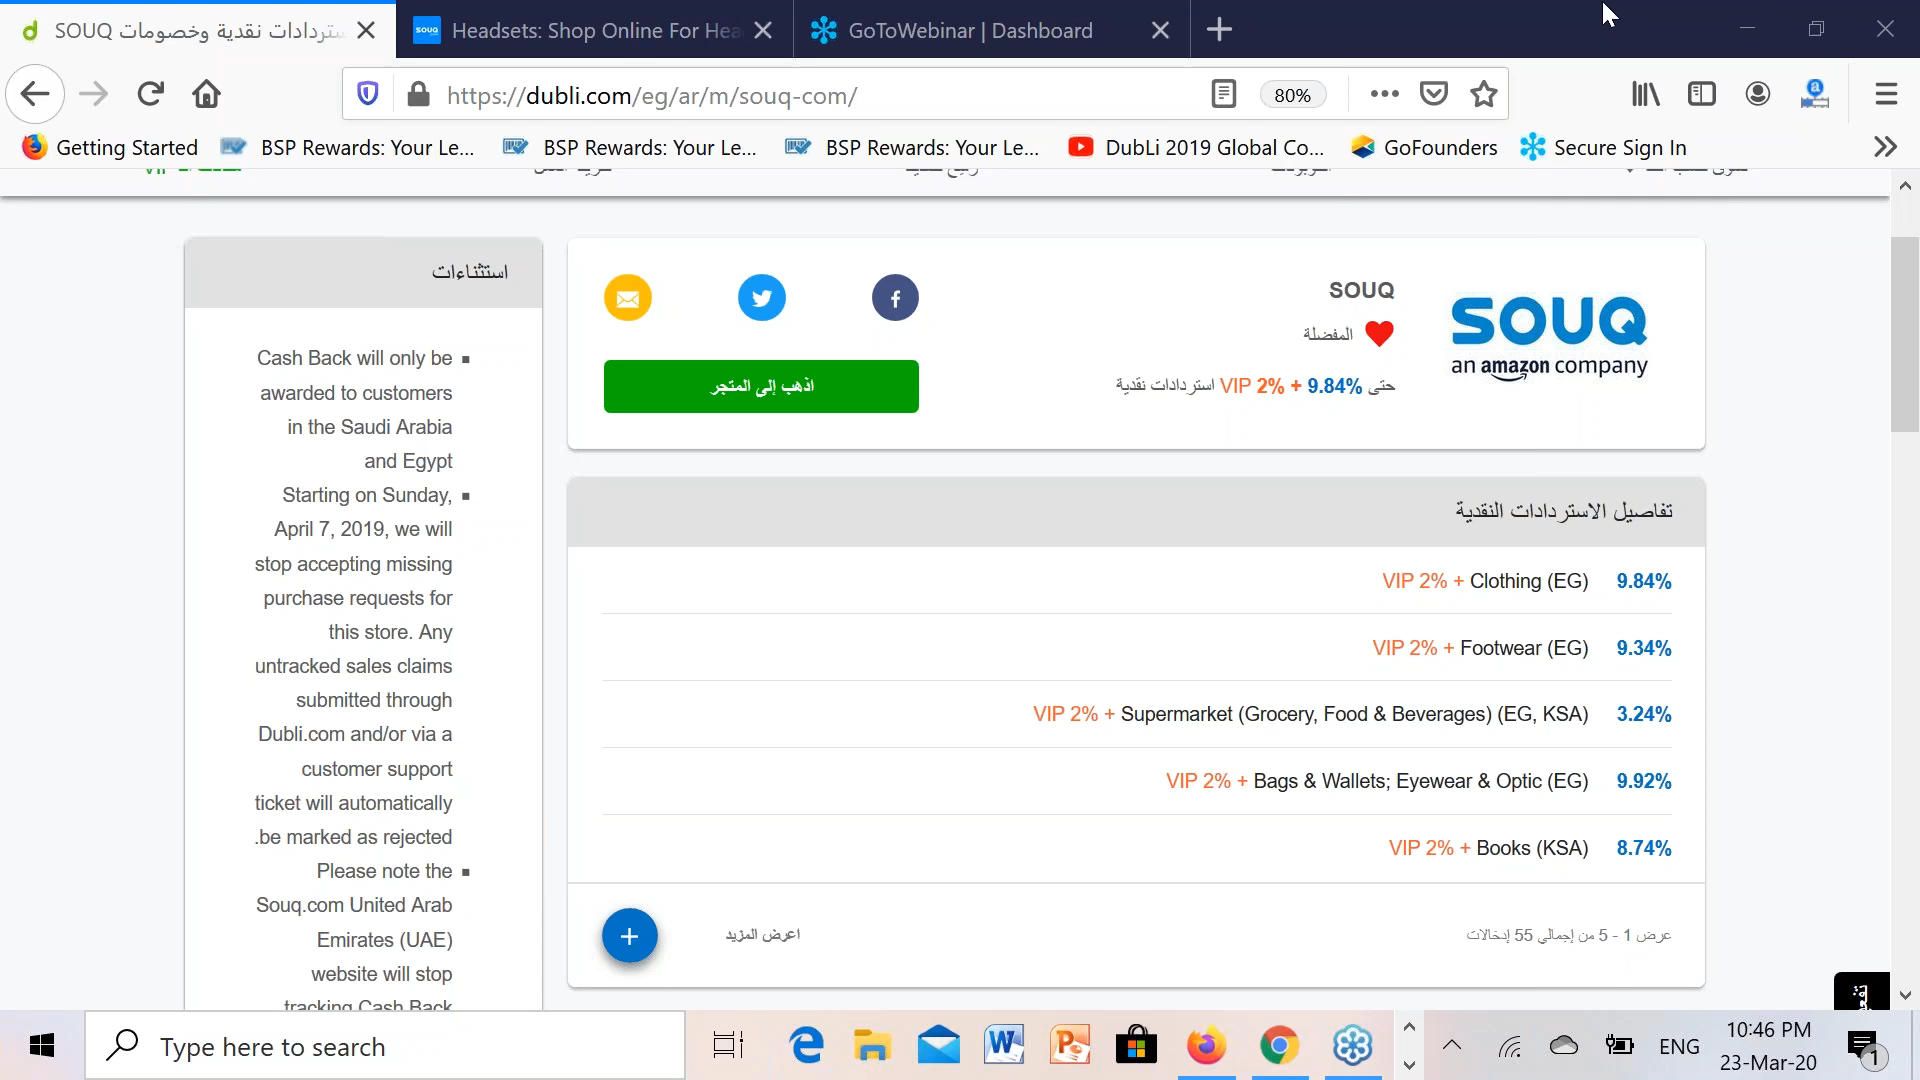 SOUQ ستردادات نقدية وخصومات
Headsets: Shop Online For Hea
GoToWebinar | Dashboard
https://dubli.com/eg/ar/m/souq-com/
80%
Getting Started
BSP Rewards: Your Le...
BSP Rewards: Your Le...
BSP Rewards: Your Le...
DubLi 2019 Global Co...
GoFounders
Secure Sign In
استثناءات
Cash Back will only be
awarded to customers
in the Saudi Arabia
and Egypt
Starting on Sunday,
April 7, 2019, we will
stop accepting missing
purchase requests for
this store. Any
untracked sales claims
submitted through
Dubli.com and/or via a
customer support
ticket will automatically
.be marked as rejected
Please note the
Souq.com United Arab
Emirates (UAE)
website will stop
tracking Cash Back
SOUQ
المفضلة
حتى 9.84% + 2% VIP استردادات نقدية
اذهب إلى المتجر
SOUQ
an amazon company
تفاصيل الاستردادات النقدية
VIP 2% + Clothing (EG) 9.84%
VIP 2% + Footwear (EG) 9.34%
VIP 2% + Supermarket (Grocery, Food & Beverages) (EG, KSA) 3.24%
VIP 2% + Bags & Wallets; Eyewear & Optic (EG) 9.92%
VIP 2% + Books (KSA) 8.74%
عرض 1 - 5 من إجمالي 55 إدخالات
اعرض المزيد
Type here to search
ENG
10:46 PM
23-Mar-20
1